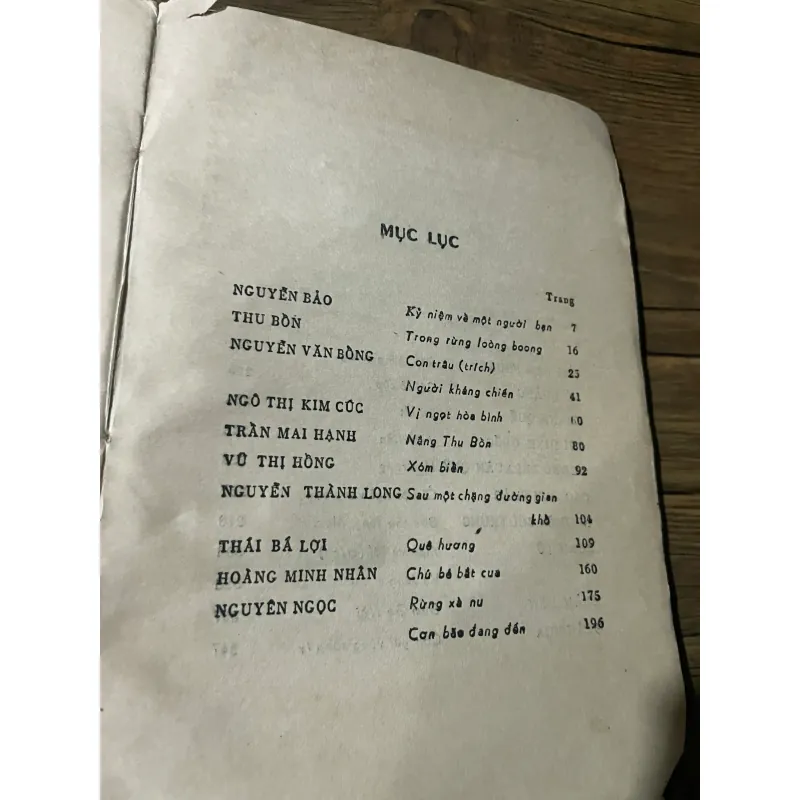 MỤC LỤC
Trang
NGUYỄN BẢO Kỷ niệm về một người bạn 7
THU BỒN Trong rừng loòng boong 16
NGUYỄN VĂN BỒNG Con trâu (trích) 25
Người kháng chiến 41
NGÔ THỊ KIM CÚC Vị ngọt hòa bình 60
TRẦN MAI HẠNH Nắng Thu Bồn 80
VŨ THỊ HỒNG Xóm biển 92
NGUYỄN THÀNH LONG Sau một chặng đường gian
khổ 104
THÁI BÁ LỢI Quê hương 109
HOÀNG MINH NHÂN Chú bé bắt cua 160
NGUYÊN NGỌC Rừng xà nu 175
Cơn bão đang đến 196